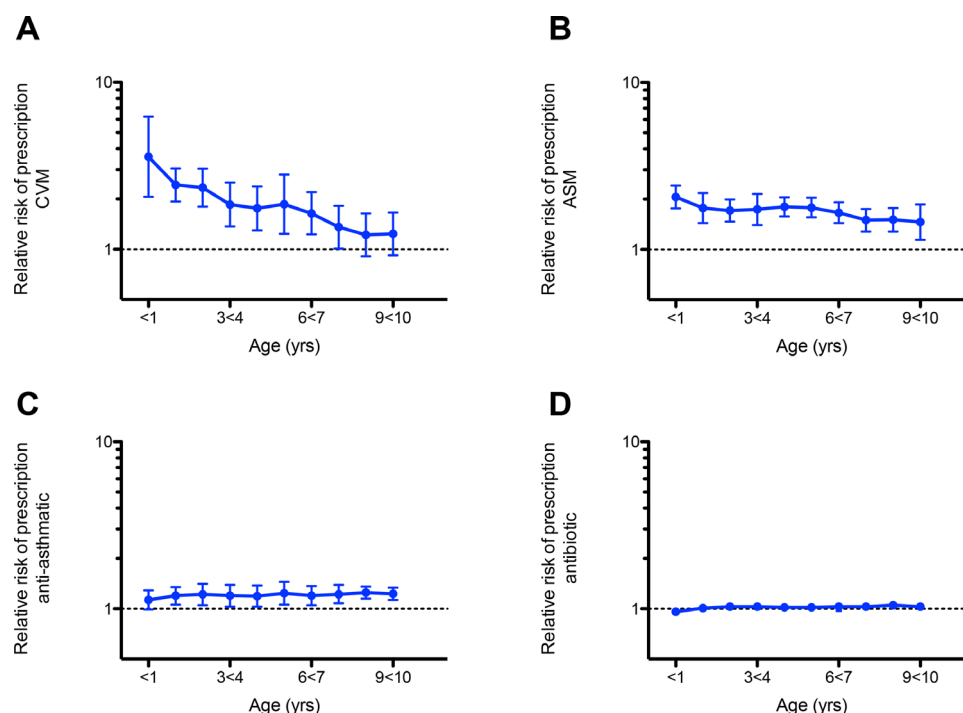 A
Relative risk of prescription
CVM
10
1
<1
3<4
6<7
9<10
Age (yrs)
B
Relative risk of prescription
ASM
10
1
<1
3<4
6<7
9<10
Age (yrs)
C
Relative risk of prescription
anti-asthmatic
10
1
<1
3<4
6<7
9<10
Age (yrs)
D
Relative risk of prescription
antibiotic
10
1
<1
3<4
6<7
9<10
Age (yrs)